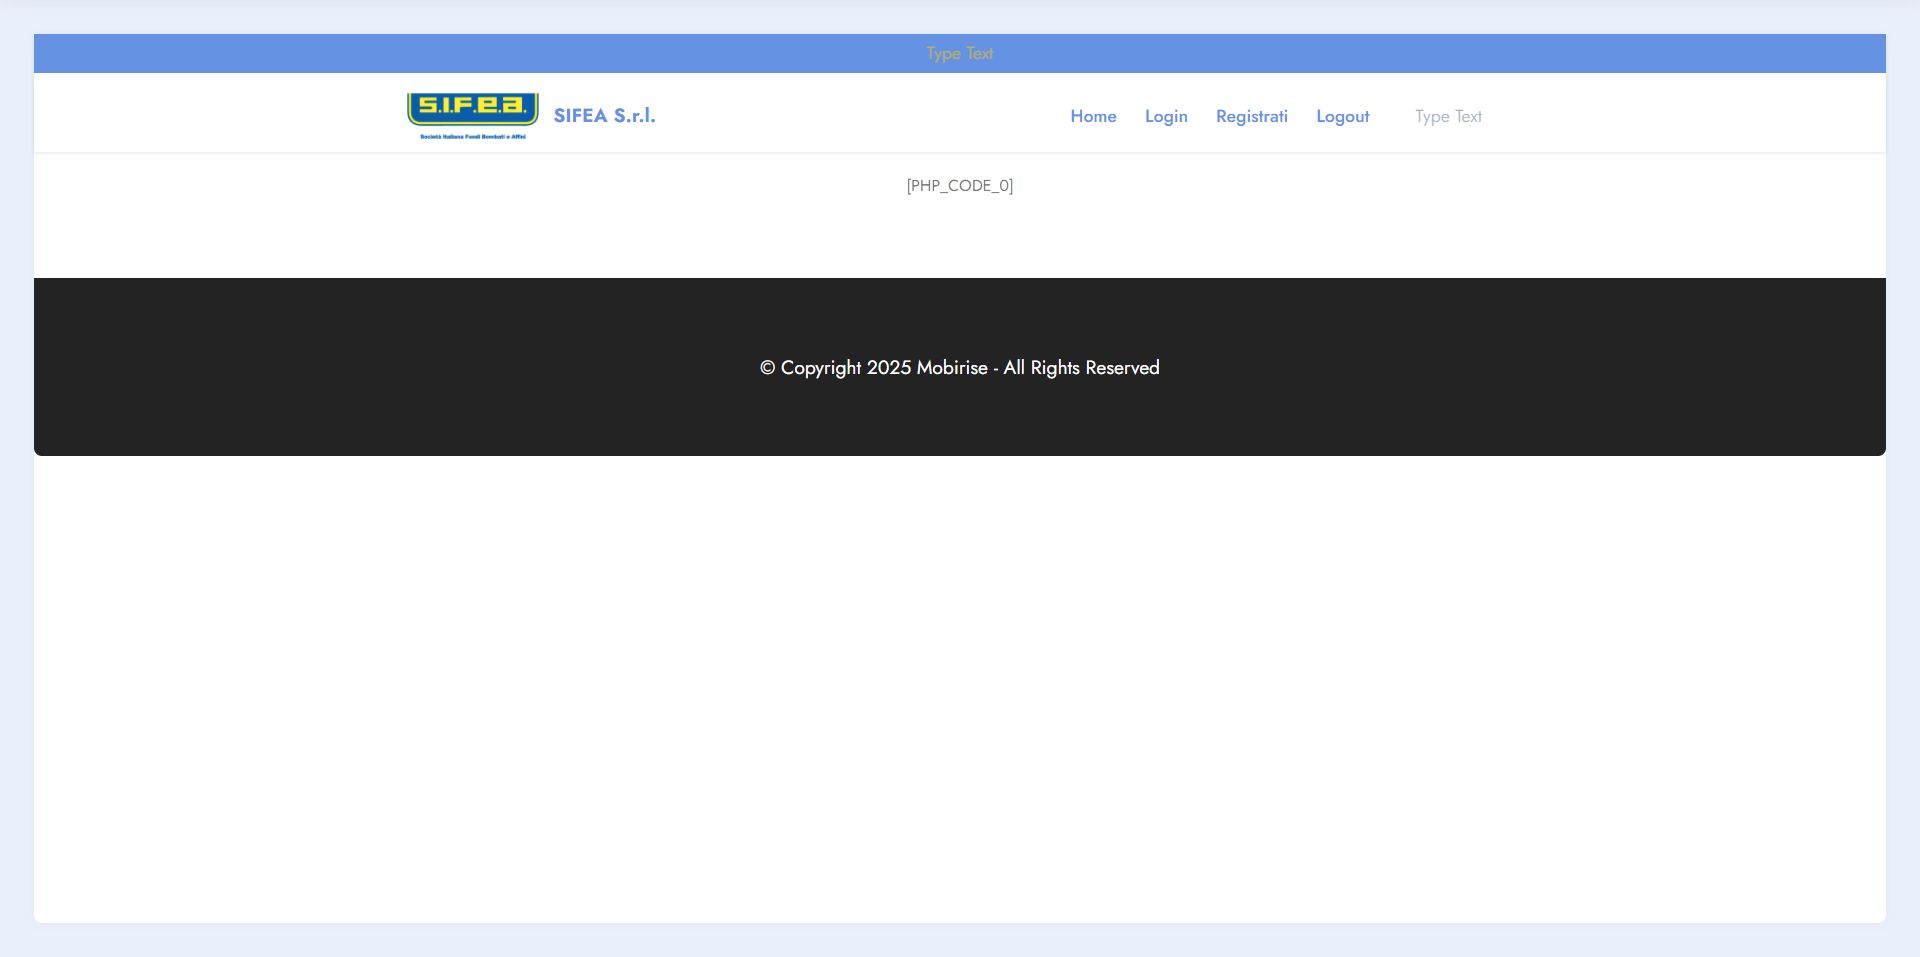 Type Text
S.I.F.E.A.
Società Italiana Fondi Bombati e Affini
SIFEA S.r.l.
Home Login Registrati Logout Type Text
[PHP_CODE_0]
© Copyright 2025 Mobirise - All Rights Reserved